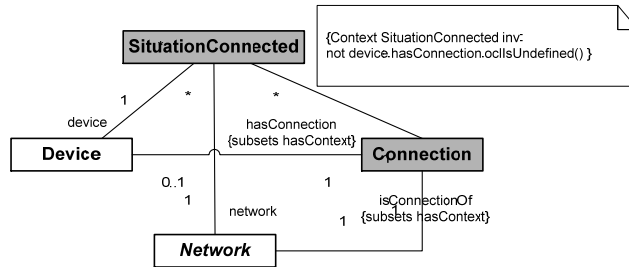 SituationConnected
{Context SituationConnected inv:
not device.hasConnection.oclIsUndefined() }
1
*
*
device
hasConnection
{subsets hasContext}
Device
Connection
0..1
1
1
network
isConnectionOf
1
{subsets hasContext}
1
Network